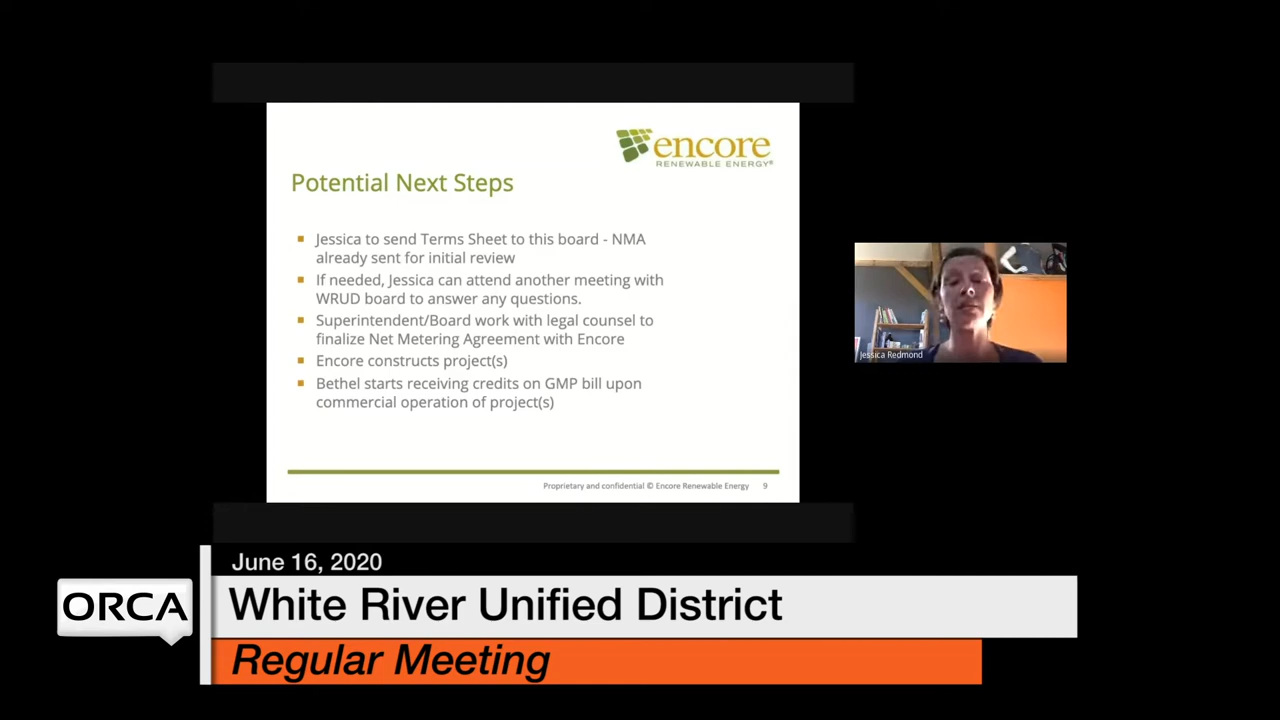 encore
RENEWABLE ENERGY®
Potential Next Steps
Jessica to send Terms Sheet to this board - NMA
already sent for initial review
If needed, Jessica can attend another meeting with
WRUD board to answer any questions.
Superintendent/Board work with legal counsel to
finalize Net Metering Agreement with Encore
Encore constructs project(s)
Bethel starts receiving credits on GMP bill upon
commercial operation of project(s)
Proprietary and confidential © Encore Renewable Energy 9
Jessica Redmond
June 16, 2020
ORCA
White River Unified District
Regular Meeting